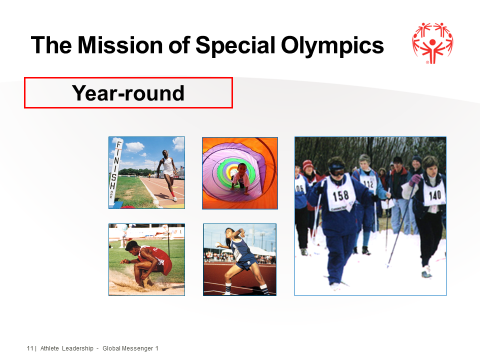 The Mission of Special Olympics
Year-round
FINISH
158
140
11 | Athlete Leadership - Global Messenger 1